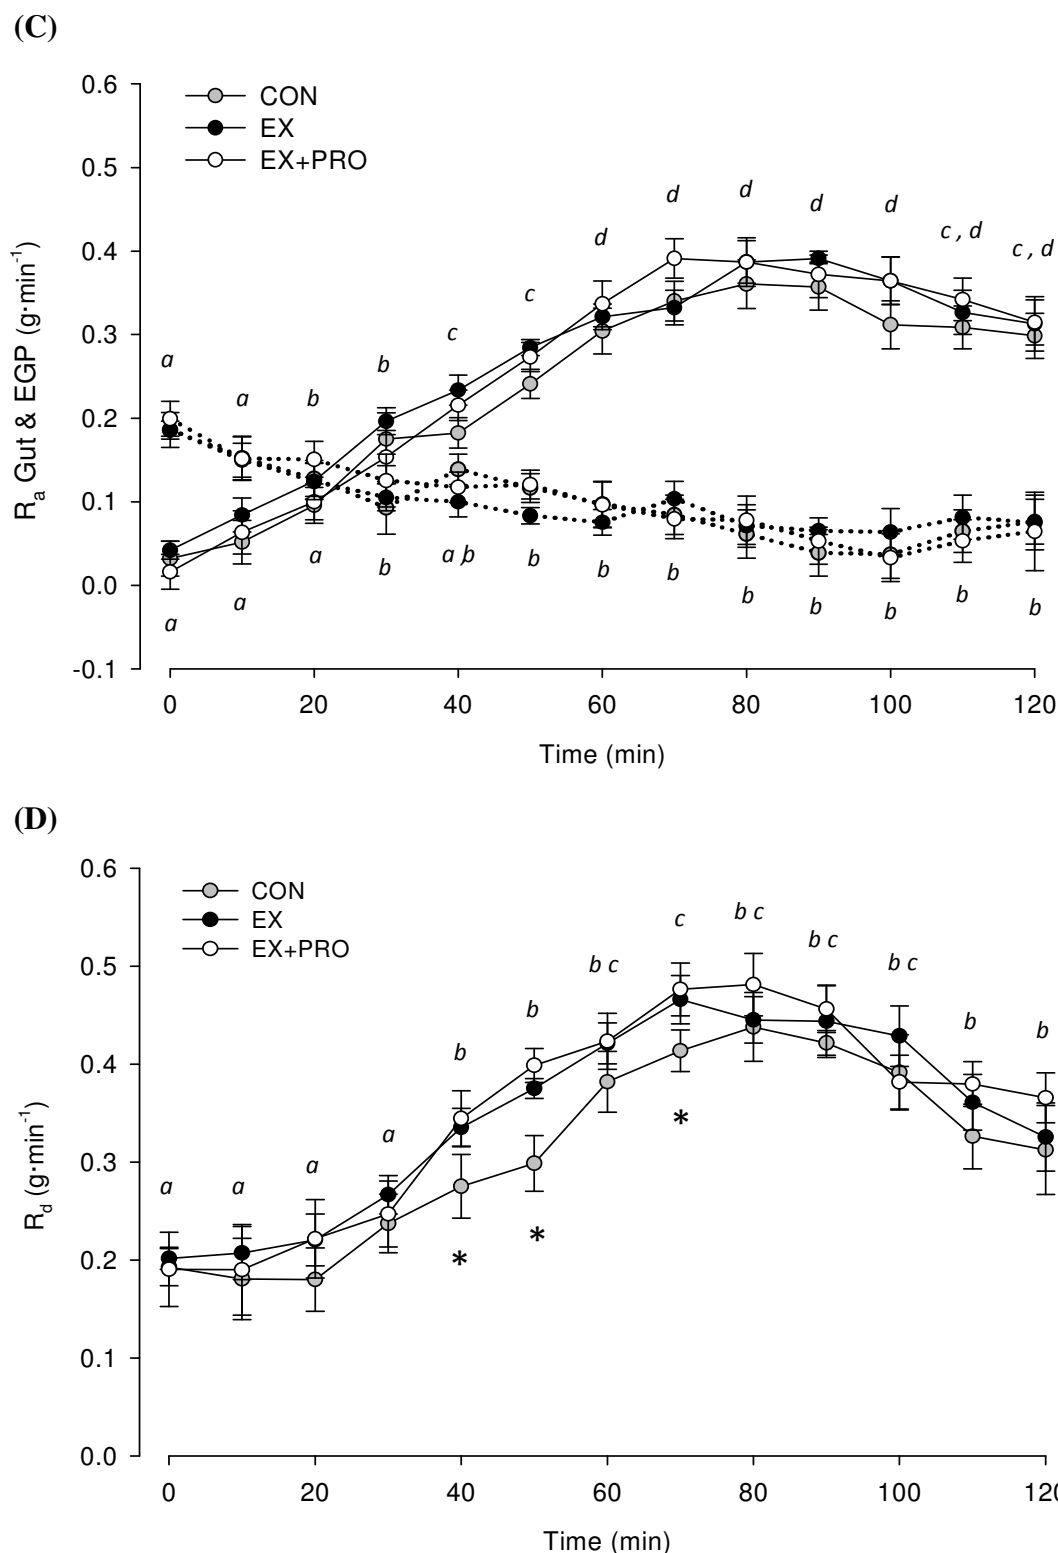 (C)
0.6
CON
EX
0.5
EX+PRO
d
d
d
d
c , d
c , d
d
0.4
c
0.3
c
b
a
a
b
0.2
0.1
a
b
a ,b
b
b
b
b
b
b
b
b
0.0
a
a
-0.1
Rₐ Gut & EGP (g·min⁻¹)
0 20 40 60 80 100 120
Time (min)
(D)
0.6
CON
EX
EX+PRO
c
b c
b c
b c
b c
0.5
b
b
b
b
0.4
*
0.3
a
a
a
a
*
*
0.2
0.1
0.0
R_d (g·min⁻¹)
0 20 40 60 80 100
Time (min)